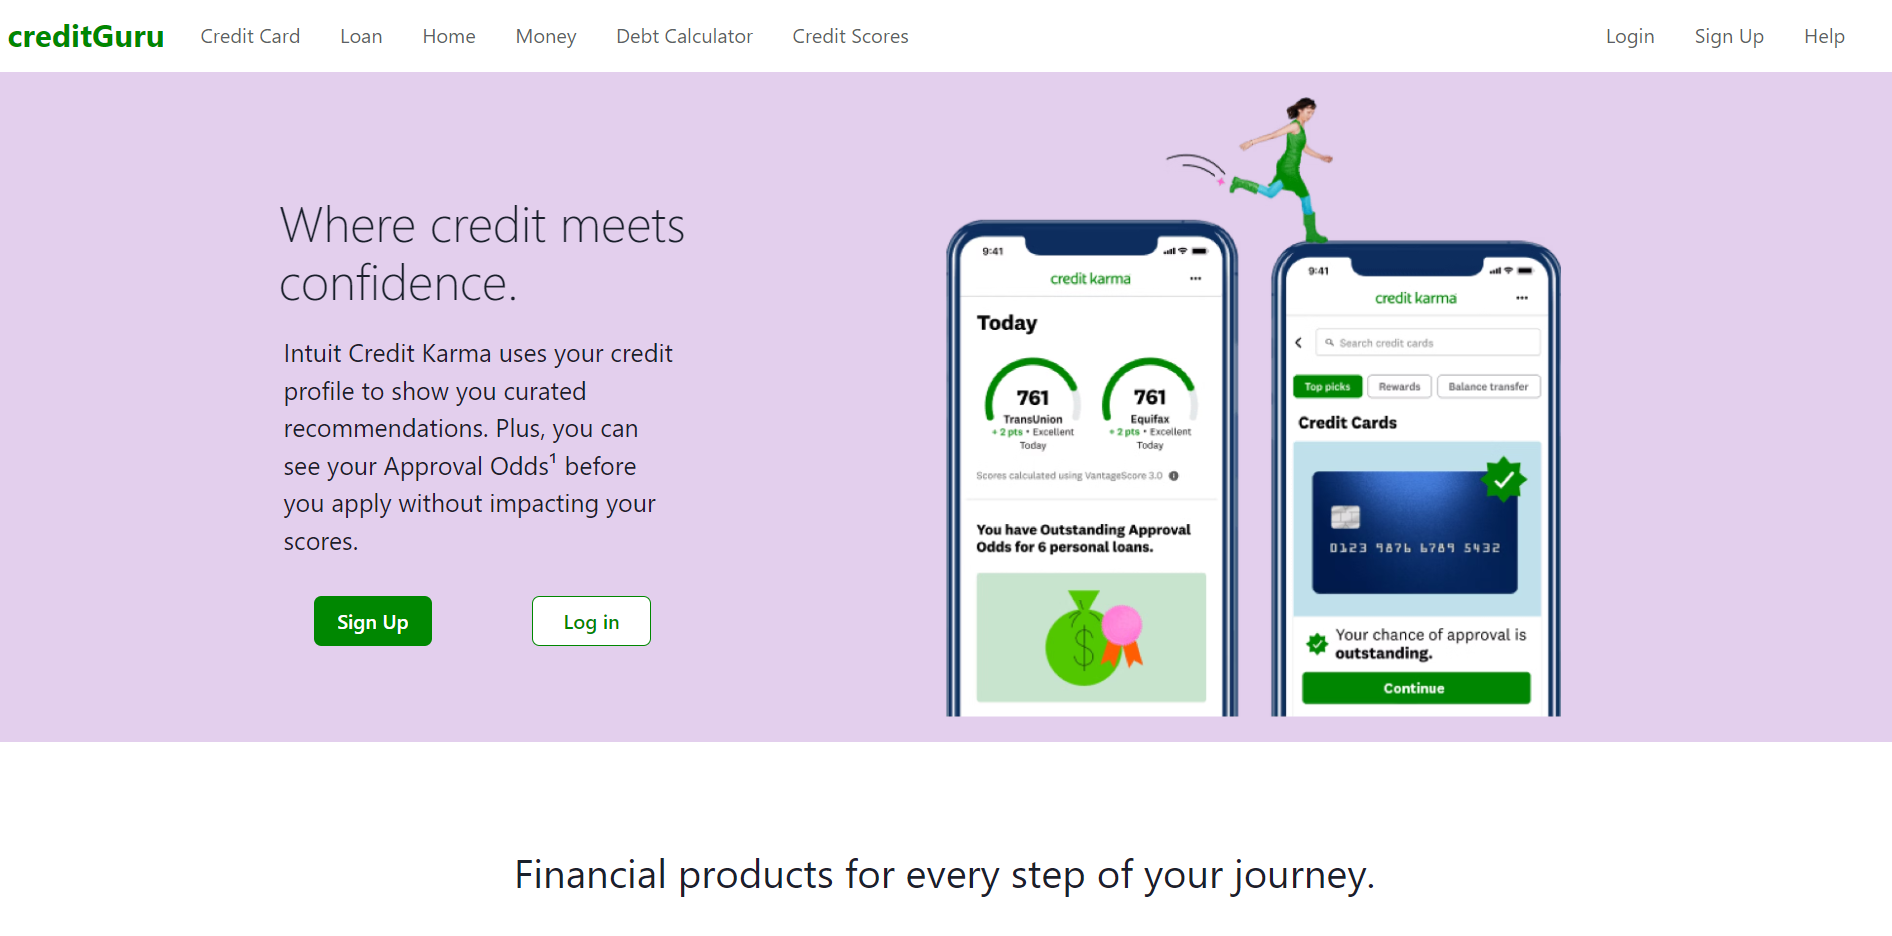 creditGuru Credit Card Loan Home Money Debt Calculator Credit Scores Login Sign Up Help
Where credit meets
confidence.
Intuit Credit Karma uses your credit
profile to show you curated
recommendations. Plus, you can
see your Approval Odds¹ before
you apply without impacting your
scores.
Sign Up Log in
9:41
credit karma
Today
761 761
TransUnion Equifax
+ 2 pts • Excellent + 2 pts • Excellent
Today Today
Scores calculated using VantageScore 3.0
You have Outstanding Approval
Odds for 6 personal loans.
$
9:41
credit karma
Search credit cards
Top picks Rewards Balance transfer
Credit Cards
0123 9876 6789 5432
Your chance of approval is
outstanding.
Continue
Financial products for every step of your journey.